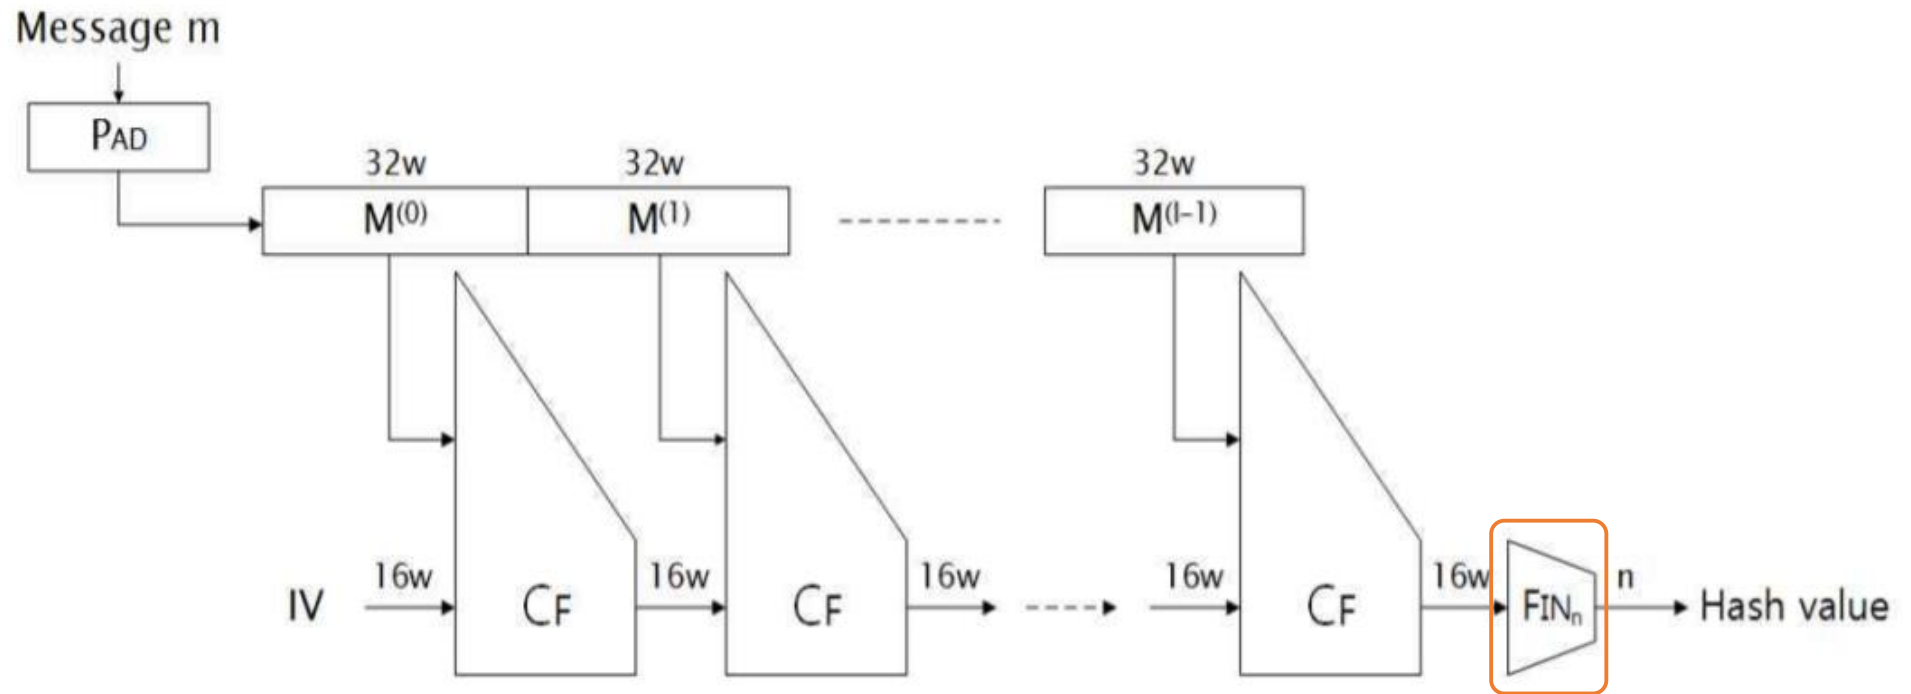 Message m
PAD
32w 32w 32w
M(0) M(1) M(l-1)
16w 16w 16w 16w 16w n
IV CF CF CF FINn Hash value